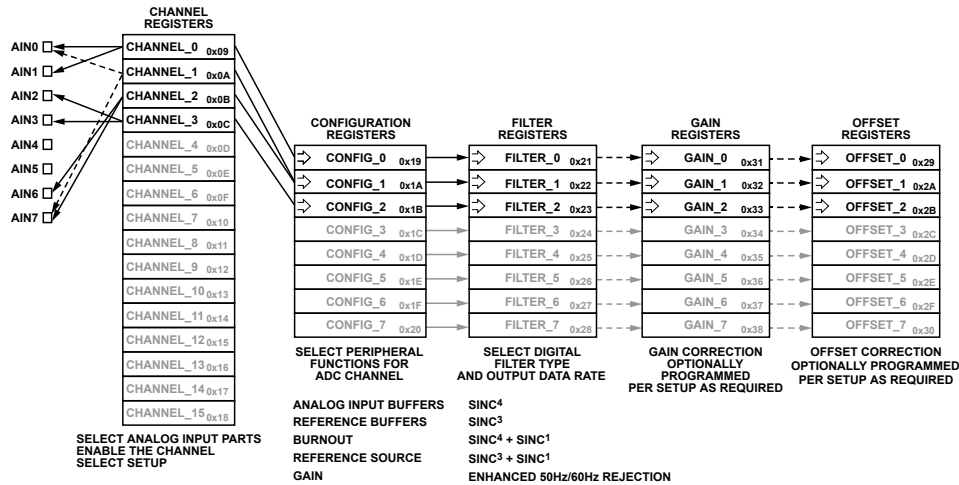 CHANNEL
REGISTERS
AIN0
AIN1
AIN2
AIN3
AIN4
AIN5
AIN6
AIN7
CHANNEL_0 0x09
CHANNEL_1 0x0A
CHANNEL_2 0x0B
CHANNEL_3 0x0C
CHANNEL_4 0x0D
CHANNEL_5 0x0E
CHANNEL_6 0x0F
CHANNEL_7 0x10
CHANNEL_8 0x11
CHANNEL_9 0x12
CHANNEL_10 0x13
CHANNEL_11 0x14
CHANNEL_12 0x15
CHANNEL_13 0x16
CHANNEL_14 0x17
CHANNEL_15 0x18
SELECT ANALOG INPUT PARTS
ENABLE THE CHANNEL
SELECT SETUP
CONFIGURATION
REGISTERS
CONFIG_0 0x19
CONFIG_1 0x1A
CONFIG_2 0x1B
CONFIG_3 0x1C
CONFIG_4 0x1D
CONFIG_5 0x1E
CONFIG_6 0x1F
CONFIG_7 0x20
SELECT PERIPHERAL
FUNCTIONS FOR
ADC CHANNEL
ANALOG INPUT BUFFERS
REFERENCE BUFFERS
BURNOUT
REFERENCE SOURCE
GAIN
FILTER
REGISTERS
FILTER_0 0x21
FILTER_1 0x22
FILTER_2 0x23
FILTER_3 0x24
FILTER_4 0x25
FILTER_5 0x26
FILTER_6 0x27
FILTER_7 0x28
SELECT DIGITAL
FILTER TYPE
AND OUTPUT DATA RATE
SINC4
SINC3
SINC4 + SINC1
SINC3 + SINC1
ENHANCED 50Hz/60Hz REJECTION
GAIN
REGISTERS
GAIN_0 0x31
GAIN_1 0x32
GAIN_2 0x33
GAIN_3 0x34
GAIN_4 0x35
GAIN_5 0x36
GAIN_6 0x37
GAIN_7 0x38
GAIN CORRECTION
OPTIONALLY
PROGRAMMED
PER SETUP AS REQUIRED
OFFSET
REGISTERS
OFFSET_0 0x29
OFFSET_1 0x2A
OFFSET_2 0x2B
OFFSET_3 0x2C
OFFSET_4 0x2D
OFFSET_5 0x2E
OFFSET_6 0x2F
OFFSET_7 0x30
OFFSET CORRECTION
OPTIONALLY PROGRAMMED
PER SETUP AS REQUIRED